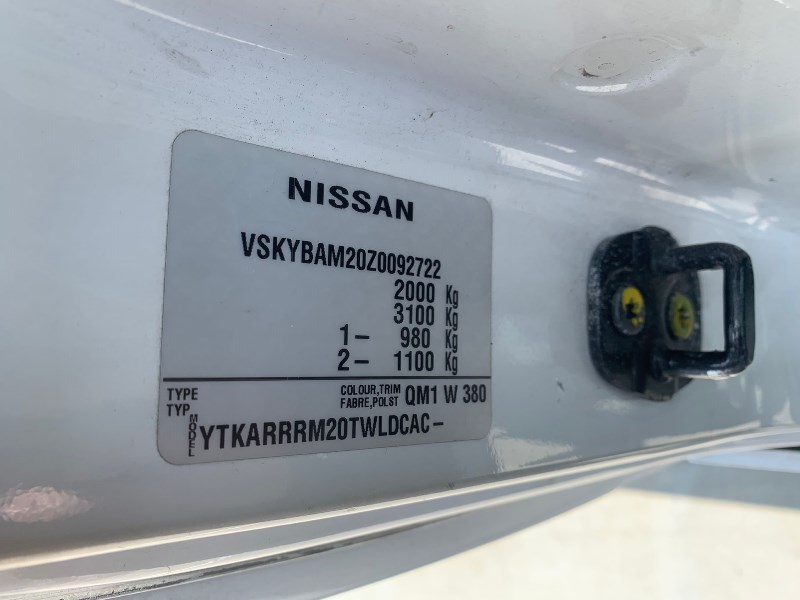 NISSAN
VSKYBAM20Z0092722
2000 Kg
3100 Kg
1- 980 Kg
2- 1100 Kg
TYPE
TYP
COLOUR,TRIM
FABRE,POLST
QM1 W 380
MODEL
YTKARRRM20TWLDCAC-